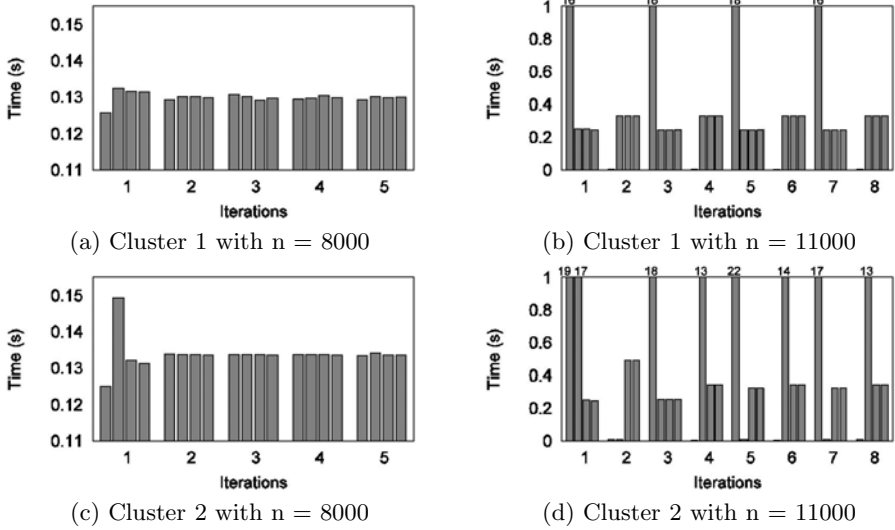 0.15
0.14
0.13
0.12
0.11
Time (s)
1 2 3 4 5
Iterations
(a) Cluster 1 with n = 8000
16 16 18 16
1
0.8
0.6
0.4
0.2
0
Time (s)
1 2 3 4 5 6 7 8
Iterations
(b) Cluster 1 with n = 11000
0.15
0.14
0.13
0.12
0.11
Time (s)
1 2 3 4 5
Iterations
(c) Cluster 2 with n = 8000
19 17 18 13 22 14 17 13
1
0.8
0.6
0.4
0.2
0
Time (s)
1 2 3 4 5 6 7 8
Iterations
(d) Cluster 2 with n = 11000